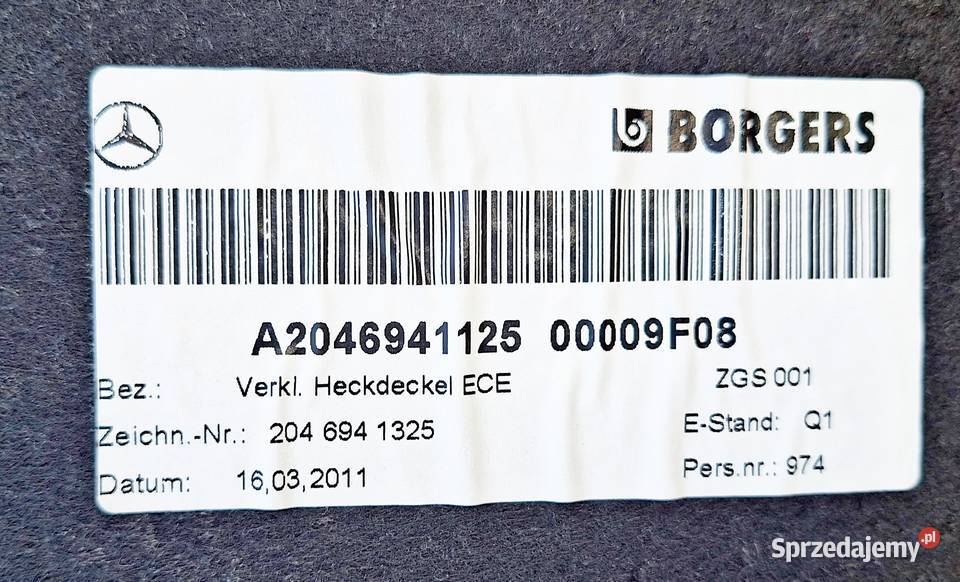 BORGERS
A2046941125 00009F08
Bez.: Verkl. Heckdeckel ECE ZGS 001
Zeichn.-Nr.: 204 694 1325 E-Stand: Q1
Datum: 16,03,2011 Pers.nr.: 974
Sprzedajemy.pl